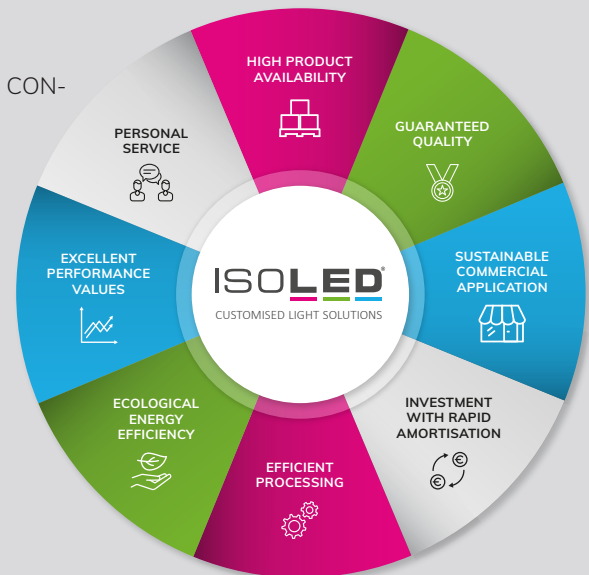 CON-
HIGH PRODUCT
AVAILABILITY
GUARANTEED
QUALITY
SUSTAINABLE
COMMERCIAL
APPLICATION
INVESTMENT
WITH RAPID
AMORTISATION
EFFICIENT
PROCESSING
ECOLOGICAL
ENERGY
EFFICIENCY
EXCELLENT
PERFORMANCE
VALUES
PERSONAL
SERVICE
ISOLED®
CUSTOMISED LIGHT SOLUTIONS